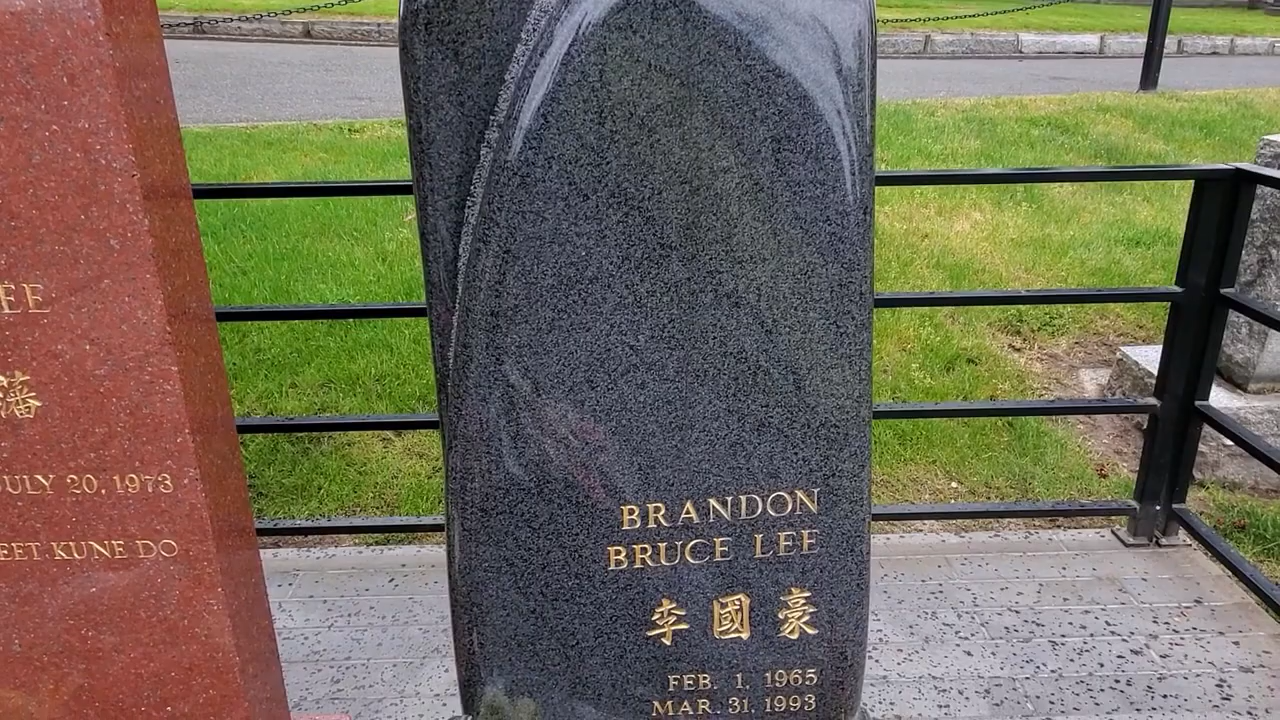 EE
藩
JULY 20, 1973
EET KUNE DO
BRANDON
BRUCE LEE
李國豪
FEB. 1, 1965
MAR. 31, 1993